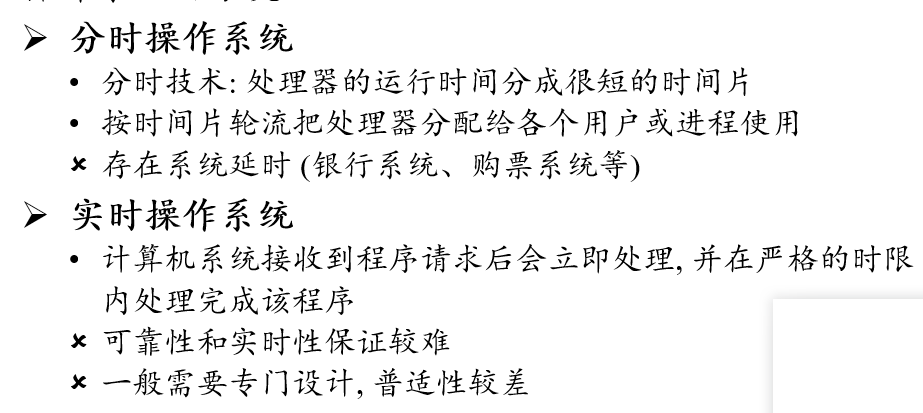 ➢ 分时操作系统
• 分时技术: 处理器的运行时间分成很短的时间片
• 按时间片轮流把处理器分配给各个用户或进程使用
× 存在系统延时 (银行系统、购票系统等)
➢ 实时操作系统
• 计算机系统接收到程序请求后会立即处理, 并在严格的时限
内处理完成该程序
× 可靠性和实时性保证较难
× 一般需要专门设计, 普适性较差